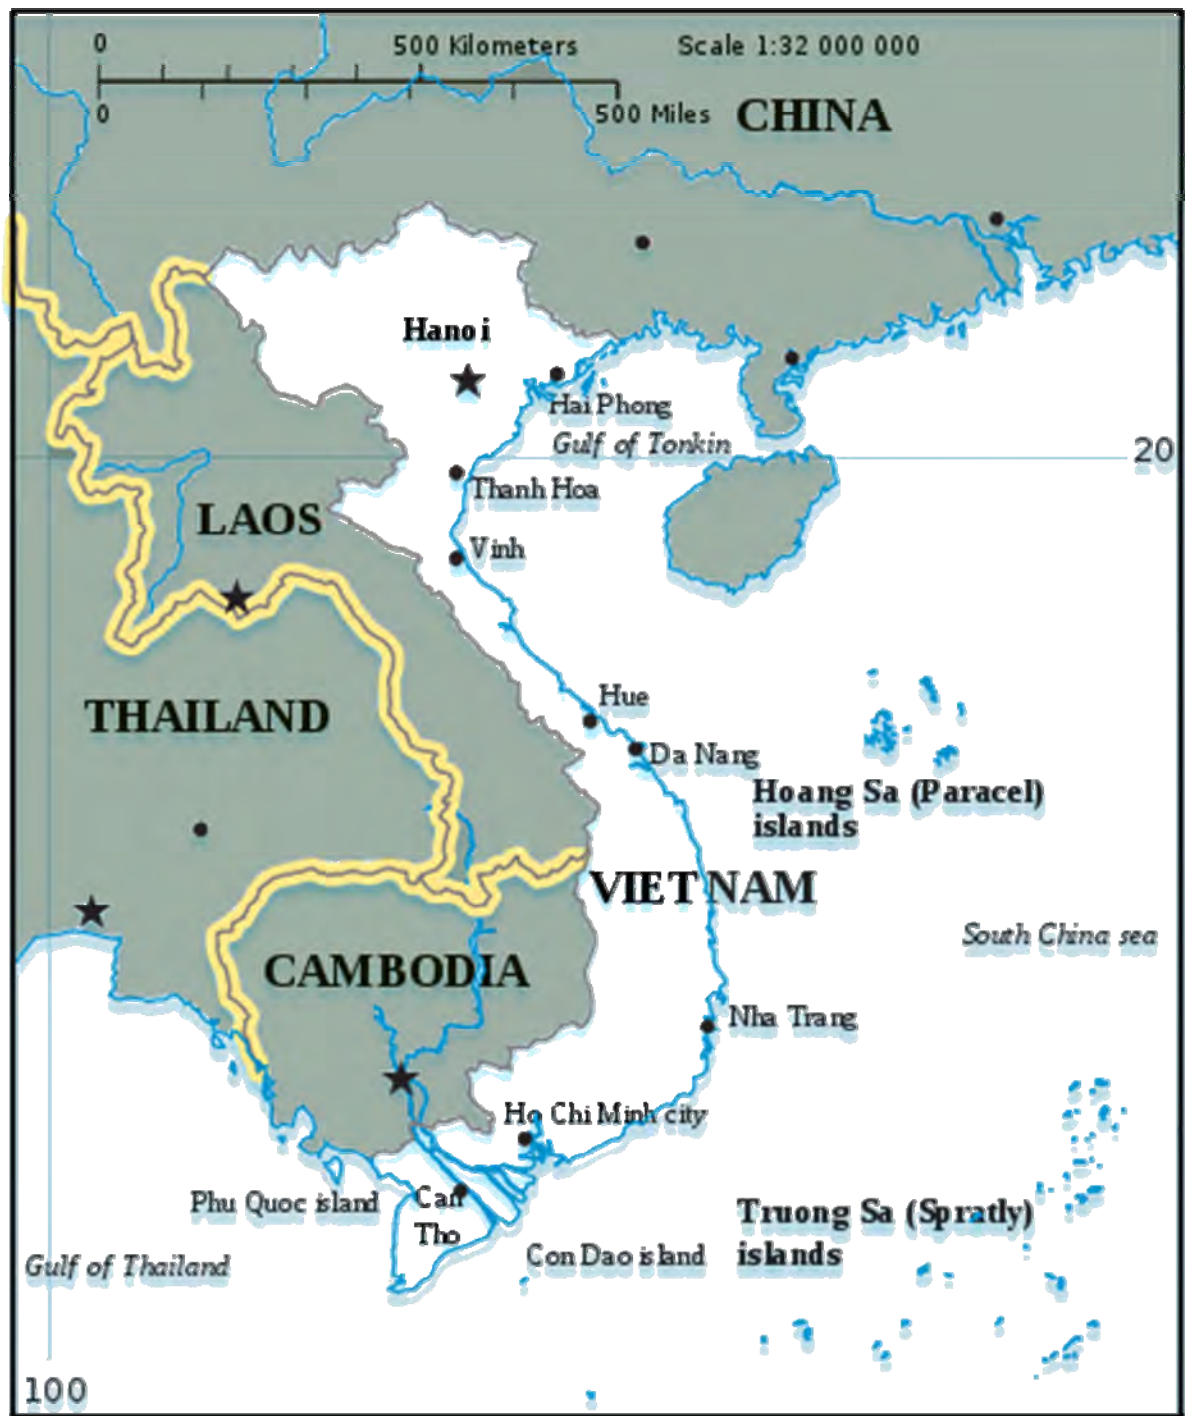 0 500 Kilometers Scale 1:32 000 000
0 500 Miles
CHINA
Hanoi
Hai Phong
Gulf of Tonkin
20
Thanh Hoa
LAOS
Vinh
Hue
THAILAND
Da Nang
Hoang Sa (Paracel)
islands
VIETNAM
South China sea
CAMBODIA
Nha Trang
Ho Chi Minh city
Phu Quoc island
Can
Tho
Truong Sa (Spratly)
islands
Con Dao island
Gulf of Thailand
100